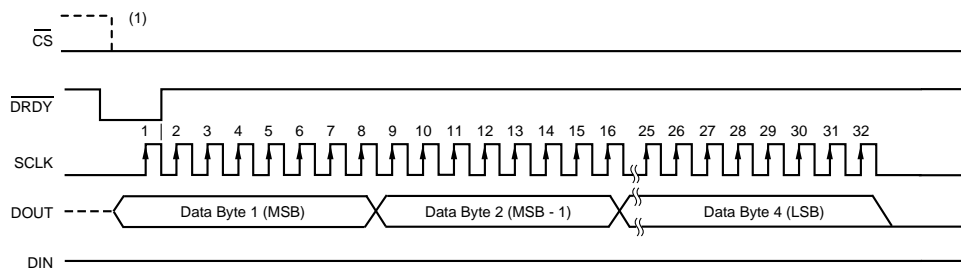 (1)
CS
DRDY
1 2 3 4 5 6 7 8 9 10 11 12 13 14 15 16 25 26 27 28 29 30 31 32
SCLK
DOUT Data Byte 1 (MSB) Data Byte 2 (MSB - 1) Data Byte 4 (LSB)
DIN